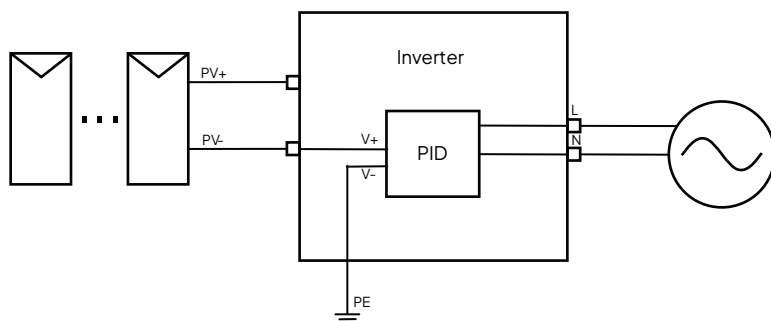 Inverter
PV+
L
PV-
V+
N
PID
V-
PE